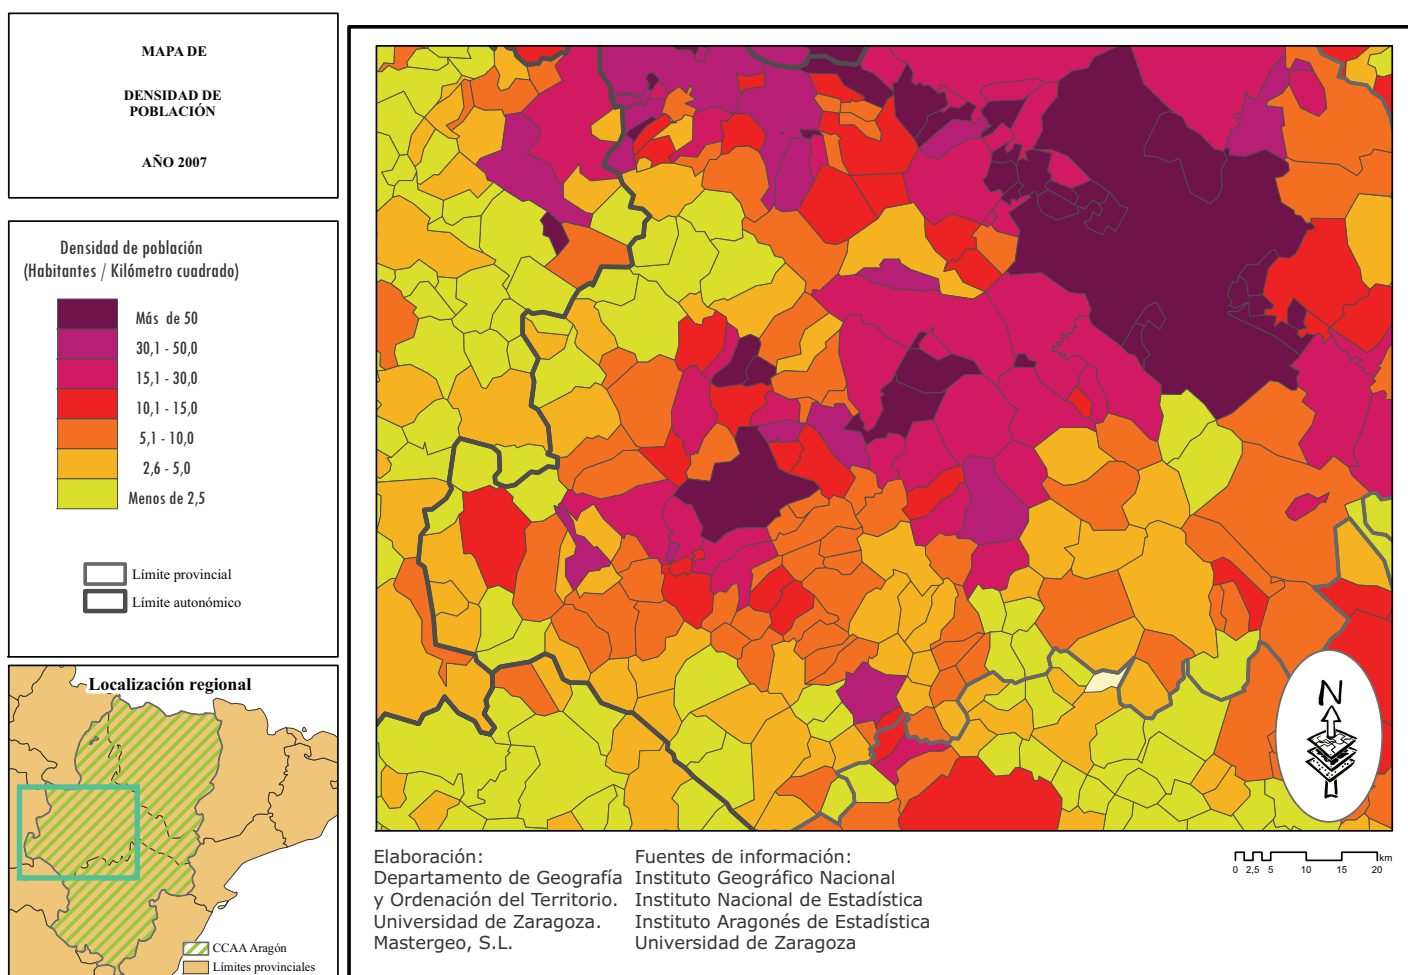 MAPA DE
DENSIDAD DE
POBLACIÓN
AÑO 2007
Densidad de población
(Habitantes / Kilómetro cuadrado)
Más de 50
30,1 - 50,0
15,1 - 30,0
10,1 - 15,0
5,1 - 10,0
2,6 - 5,0
Menos de 2,5
Límite provincial
Límite autonómico
Localización regional
CCAA Aragón
Límites provinciales
N
Elaboración:
Departamento de Geografía
y Ordenación del Territorio.
Universidad de Zaragoza.
Mastergeo, S.L.
Fuentes de información:
Instituto Geográfico Nacional
Instituto Nacional de Estadística
Instituto Aragonés de Estadística
Universidad de Zaragoza
km
0 2,5 5 10 15 20